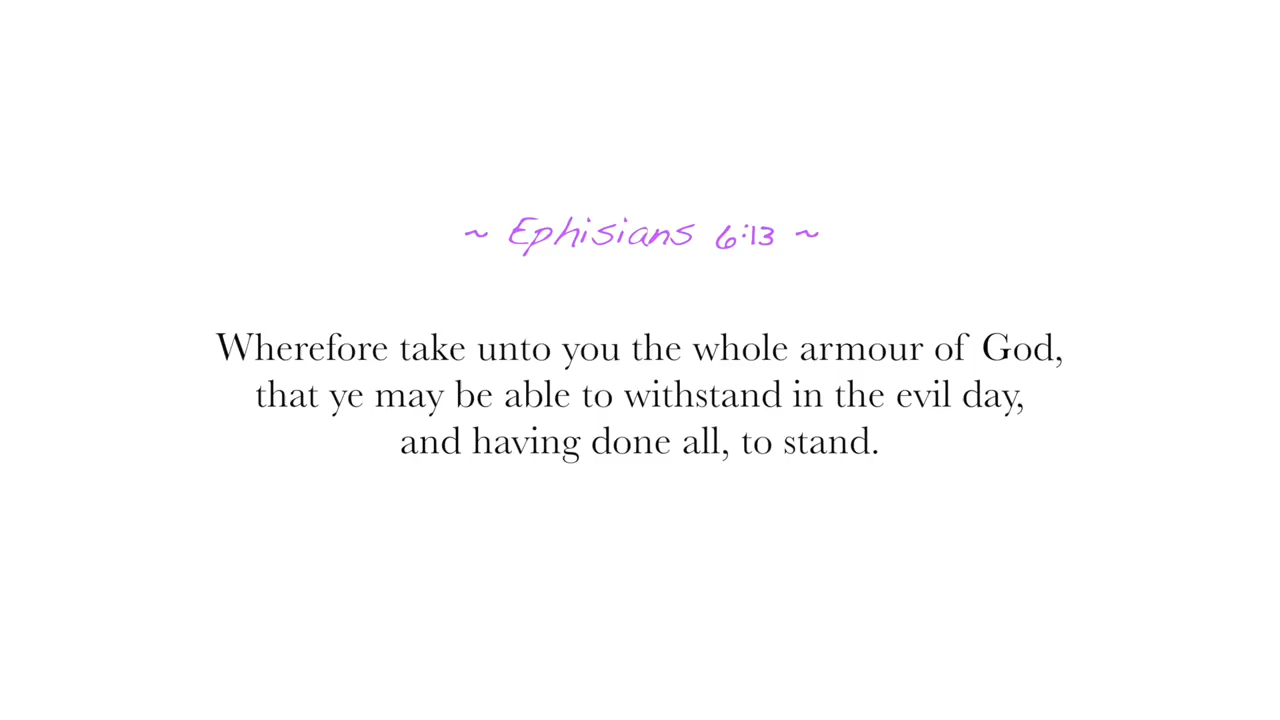 ~ Ephisians 6:13 ~
Wherefore take unto you the whole armour of God,
that ye may be able to withstand in the evil day,
and having done all, to stand.